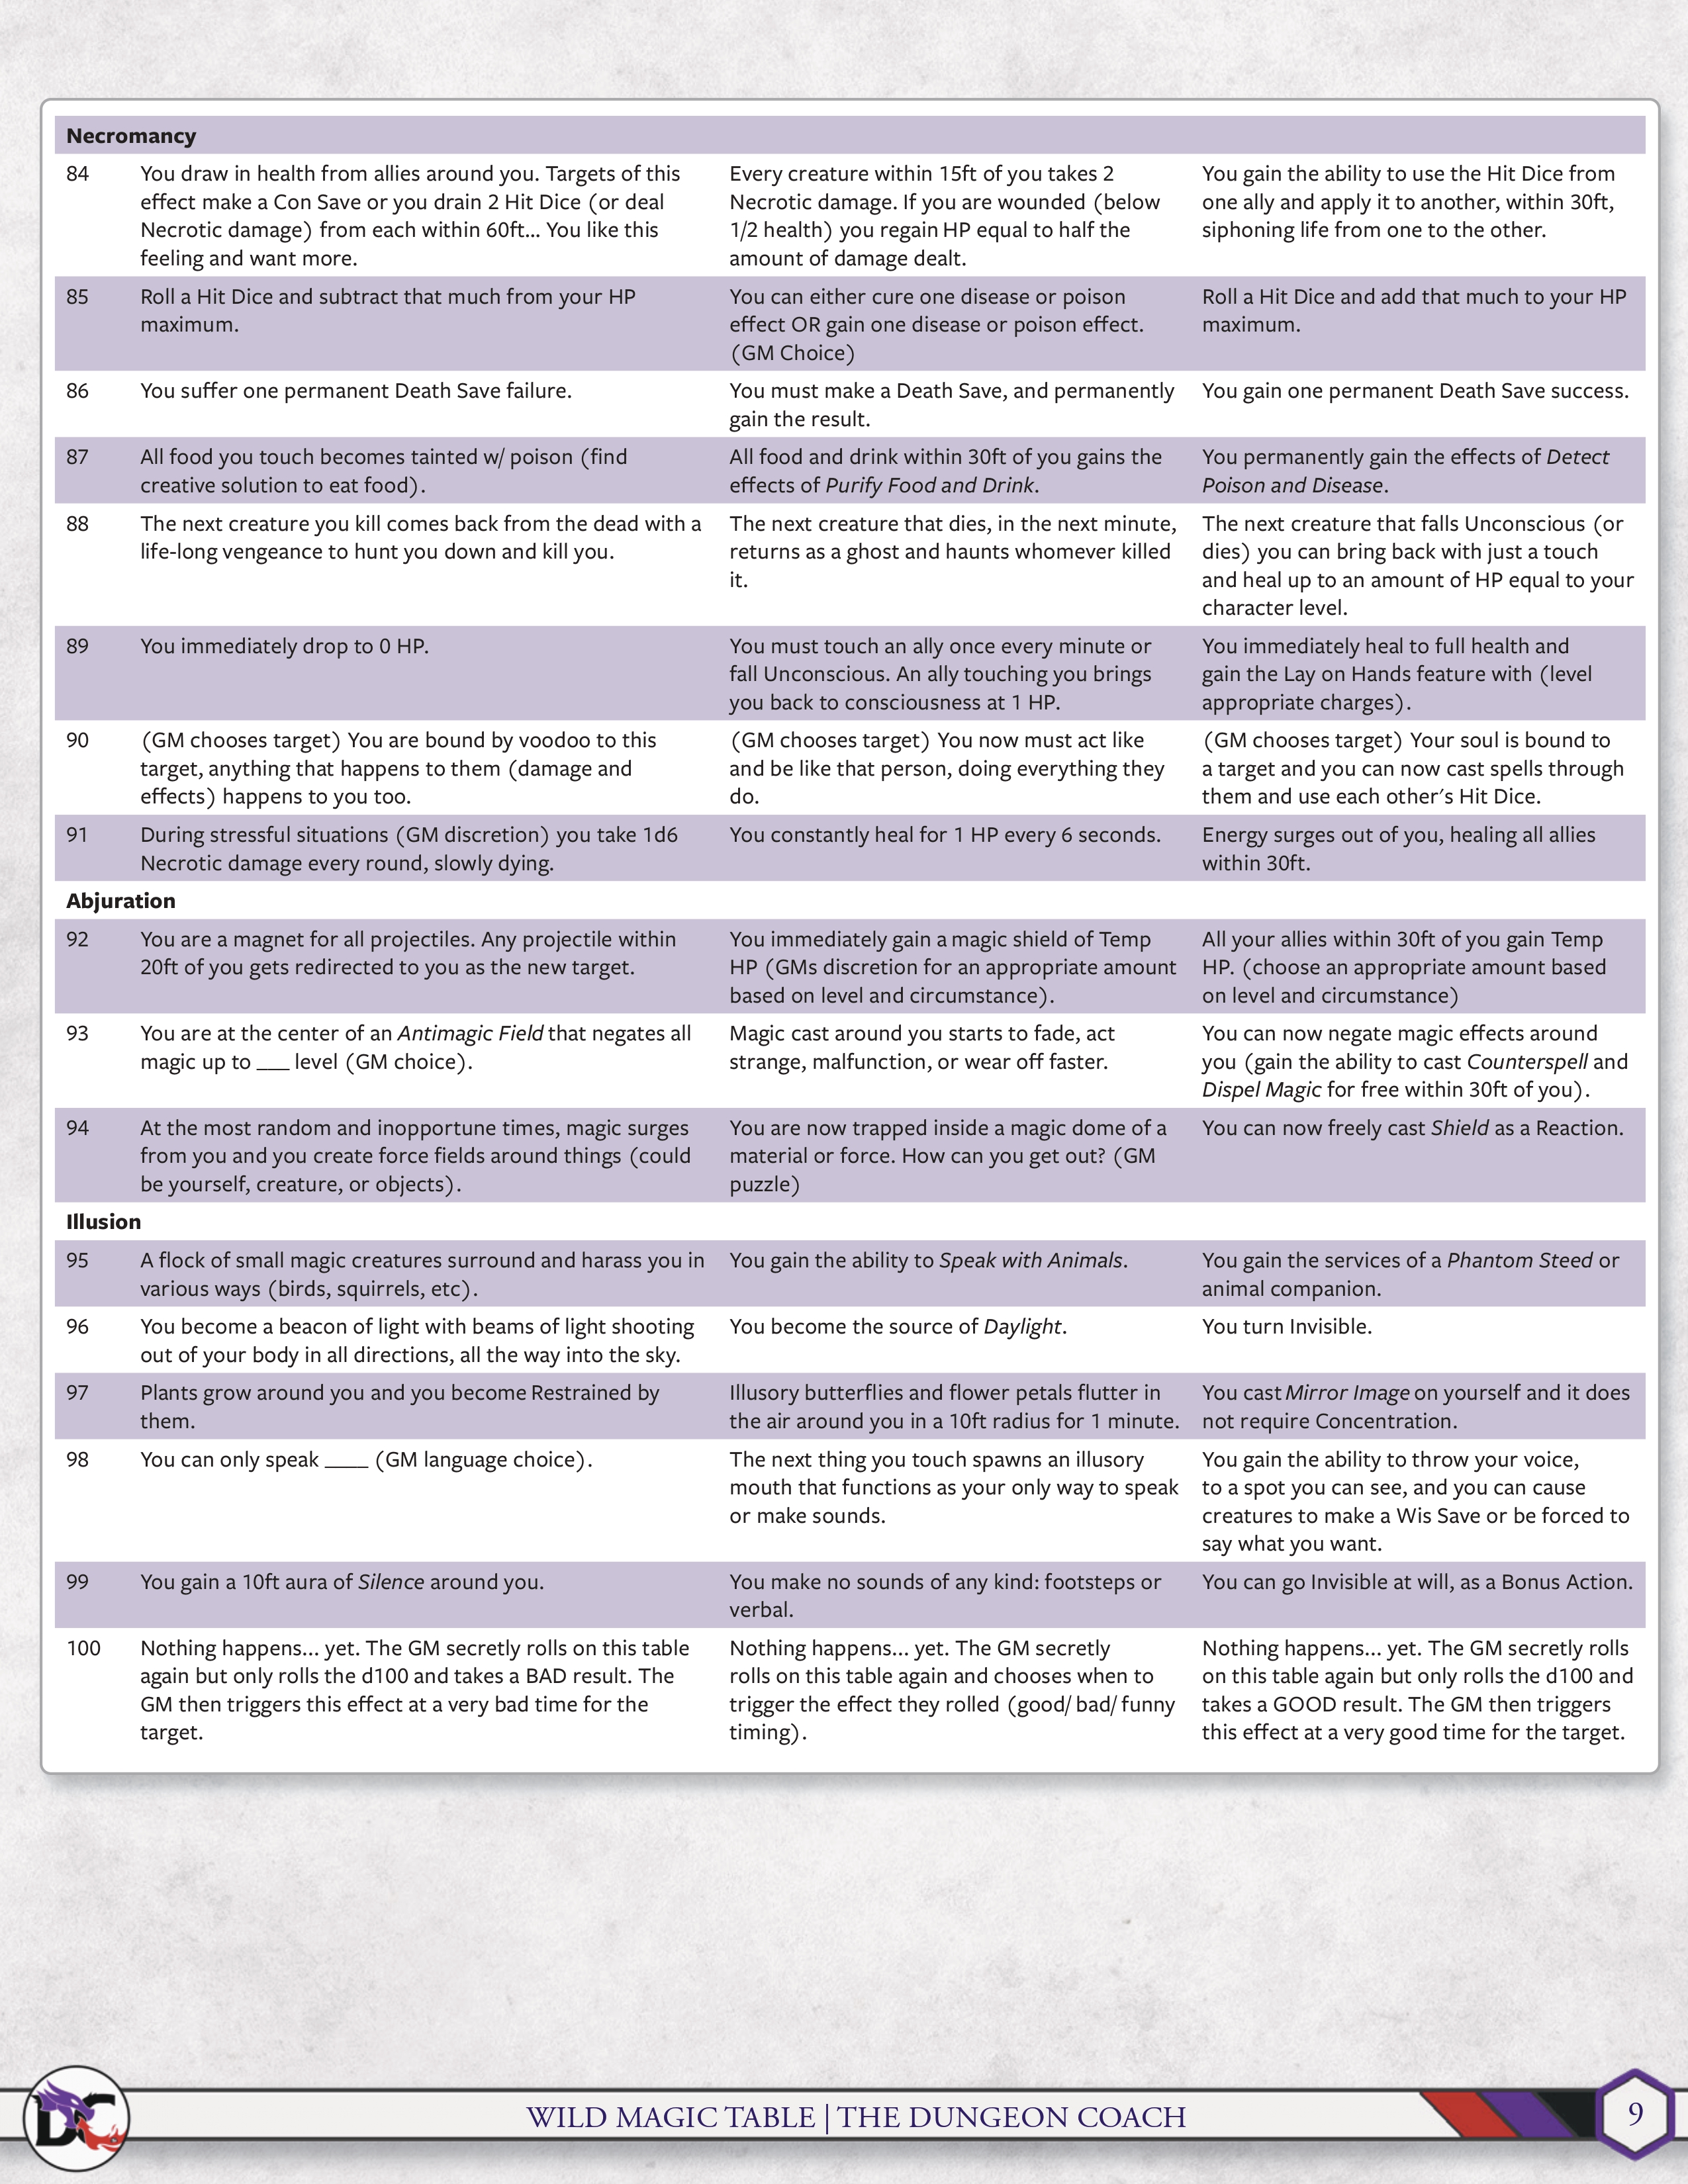 Necromancy
84
You draw in health from allies around you. Targets of this
effect make a Con Save or you drain 2 Hit Dice (or deal
Necrotic damage) from each within 60ft... You like this
feeling and want more.
Every creature within 15ft of you takes 2
Necrotic damage. If you are wounded (below
1/2 health) you regain HP equal to half the
amount of damage dealt.
You gain the ability to use the Hit Dice from
one ally and apply it to another, within 30ft,
siphoning life from one to the other.
85
Roll a Hit Dice and subtract that much from your HP
maximum.
You can either cure one disease or poison
effect OR gain one disease or poison effect.
(GM Choice)
Roll a Hit Dice and add that much to your HP
maximum.
86
You suffer one permanent Death Save failure.
You must make a Death Save, and permanently
gain the result.
You gain one permanent Death Save success.
87
All food you touch becomes tainted w/ poison (find
creative solution to eat food).
All food and drink within 30ft of you gains the
effects of Purify Food and Drink.
You permanently gain the effects of Detect
Poison and Disease.
88
The next creature you kill comes back from the dead with a
life-long vengeance to hunt you down and kill you.
The next creature that dies, in the next minute,
returns as a ghost and haunts whomever killed
it.
The next creature that falls Unconscious (or
dies) you can bring back with just a touch
and heal up to an amount of HP equal to your
character level.
89
You immediately drop to 0 HP.
You must touch an ally once every minute or
fall Unconscious. An ally touching you brings
you back to consciousness at 1 HP.
You immediately heal to full health and
gain the Lay on Hands feature with (level
appropriate charges).
90
(GM chooses target) You are bound by voodoo to this
target, anything that happens to them (damage and
effects) happens to you too.
(GM chooses target) You now must act like
and be like that person, doing everything they
do.
(GM chooses target) Your soul is bound to
a target and you can now cast spells through
them and use each other's Hit Dice.
91
During stressful situations (GM discretion) you take 1d6
Necrotic damage every round, slowly dying.
You constantly heal for 1 HP every 6 seconds.
Energy surges out of you, healing all allies
within 30ft.
Abjuration
92
You are a magnet for all projectiles. Any projectile within
20ft of you gets redirected to you as the new target.
You immediately gain a magic shield of Temp
HP (GMs discretion for an appropriate amount
based on level and circumstance).
All your allies within 30ft of you gain Temp
HP. (choose an appropriate amount based
on level and circumstance)
93
You are at the center of an Antimagic Field that negates all
magic up to ___ level (GM choice).
Magic cast around you starts to fade, act
strange, malfunction, or wear off faster.
You can now negate magic effects around
you (gain the ability to cast Counterspell and
Dispel Magic for free within 30ft of you).
94
At the most random and inopportune times, magic surges
from you and you create force fields around things (could
be yourself, creature, or objects).
You are now trapped inside a magic dome of a
material or force. How can you get out? (GM
puzzle)
You can now freely cast Shield as a Reaction.
Illusion
95
A flock of small magic creatures surround and harass you in
various ways (birds, squirrels, etc).
You gain the ability to Speak with Animals.
You gain the services of a Phantom Steed or
animal companion.
96
You become a beacon of light with beams of light shooting
out of your body in all directions, all the way into the sky.
You become the source of Daylight.
You turn Invisible.
97
Plants grow around you and you become Restrained by
them.
Illusory butterflies and flower petals flutter in
the air around you in a 10ft radius for 1 minute.
You cast Mirror Image on yourself and it does
not require Concentration.
98
You can only speak ____ (GM language choice).
The next thing you touch spawns an illusory
mouth that functions as your only way to speak
or make sounds.
You gain the ability to throw your voice,
to a spot you can see, and you can cause
creatures to make a Wis Save or be forced to
say what you want.
99
You gain a 10ft aura of Silence around you.
You make no sounds of any kind: footsteps or
verbal.
You can go Invisible at will, as a Bonus Action.
100
Nothing happens... yet. The GM secretly rolls on this table
again but only rolls the d100 and takes a BAD result. The
GM then triggers this effect at a very bad time for the
target.
Nothing happens... yet. The GM secretly
rolls on this table again and chooses when to
trigger the effect they rolled (good/ bad/ funny
timing).
Nothing happens... yet. The GM secretly rolls
on this table again but only rolls the d100 and
takes a GOOD result. The GM then triggers
this effect at a very good time for the target.
DC
WILD MAGIC TABLE | THE DUNGEON COACH
9